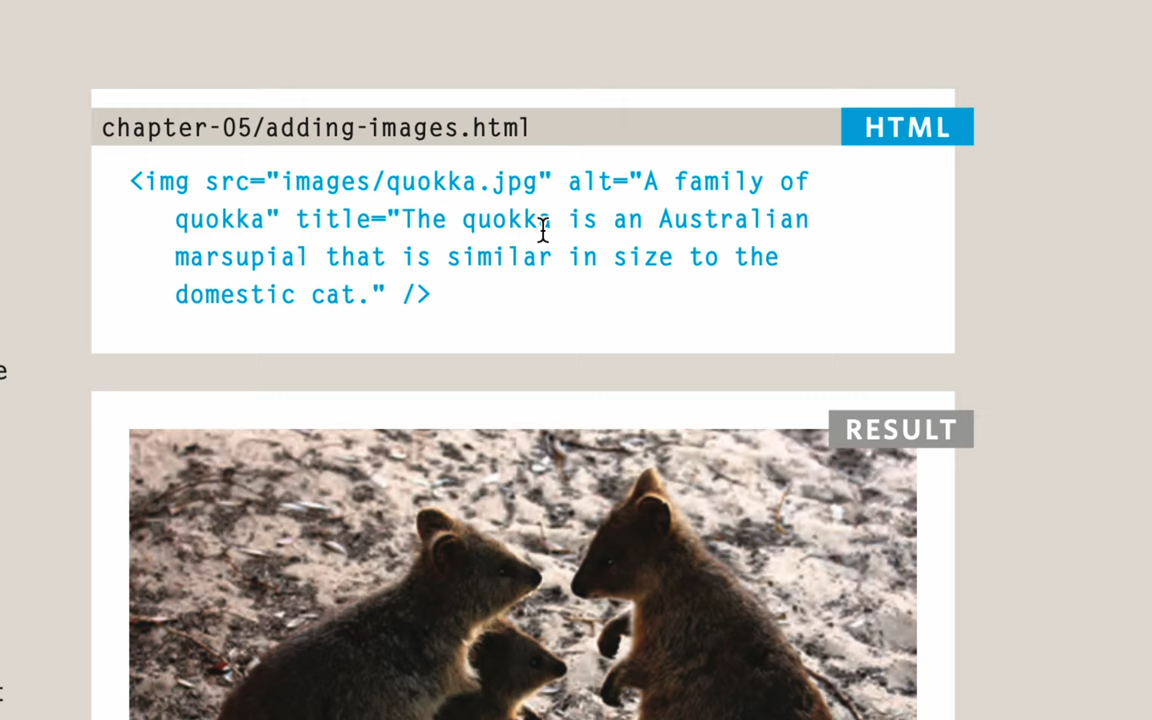 chapter-05/adding-images.html HTML
<img src="images/quokka.jpg" alt="A family of
quokka" title="The quokka is an Australian
marsupial that is similar in size to the
domestic cat." />
e
RESULT
t